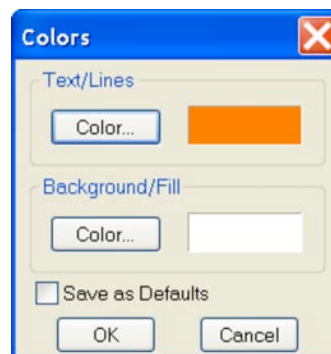 Colors
Text/Lines
Color...
Background/Fill
Color...
Save as Defaults
OK Cancel